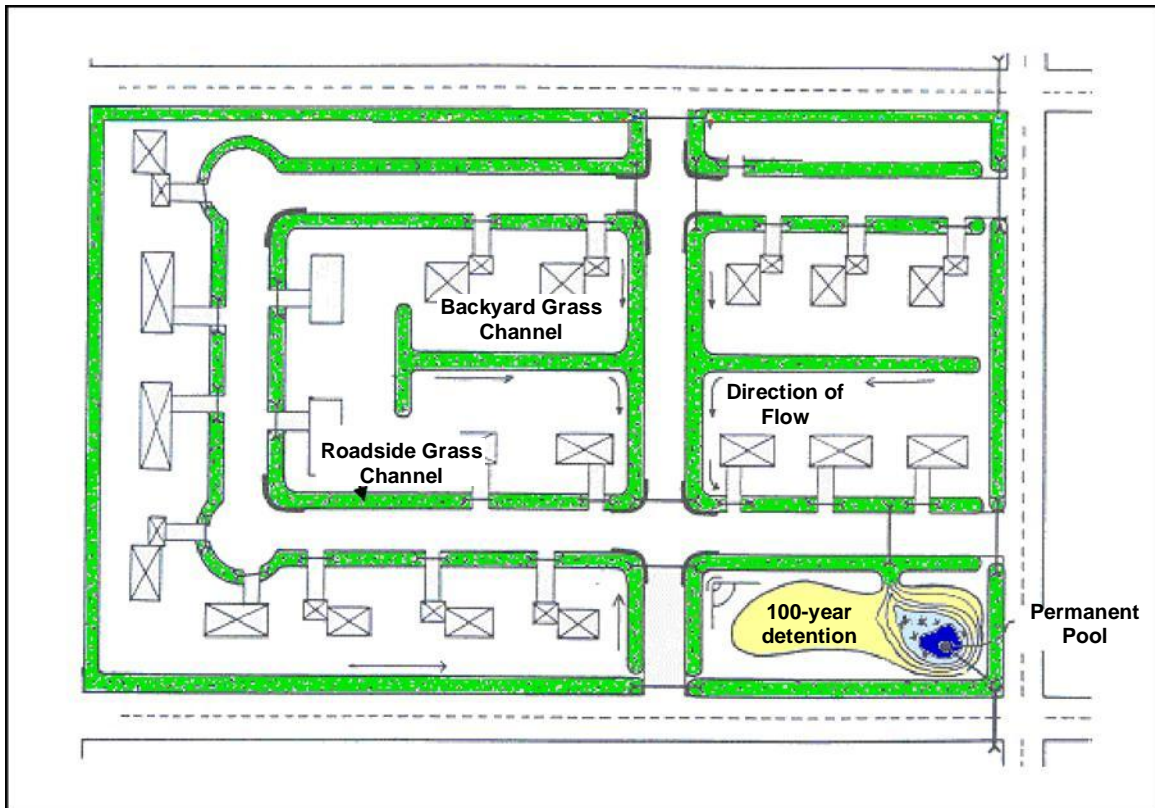 Backyard Grass
Channel
Direction of
Flow
Roadside Grass
Channel
100-year
detention
Permanent
Pool